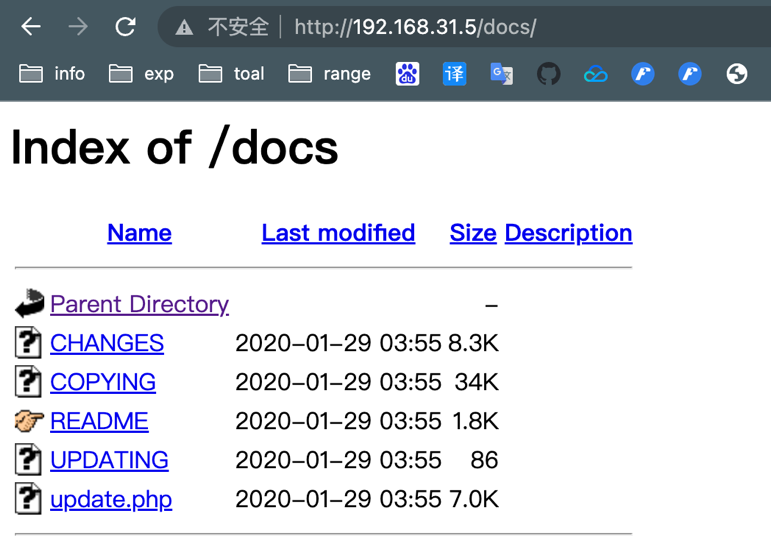 不安全 | http://192.168.31.5/docs/
info exp toal range du 译 G
Index of /docs
Name Last modified Size Description
Parent Directory –
CHANGES 2020-01-29 03:55 8.3K
COPYING 2020-01-29 03:55 34K
README 2020-01-29 03:55 1.8K
UPDATING 2020-01-29 03:55 86
update.php 2020-01-29 03:55 7.0K